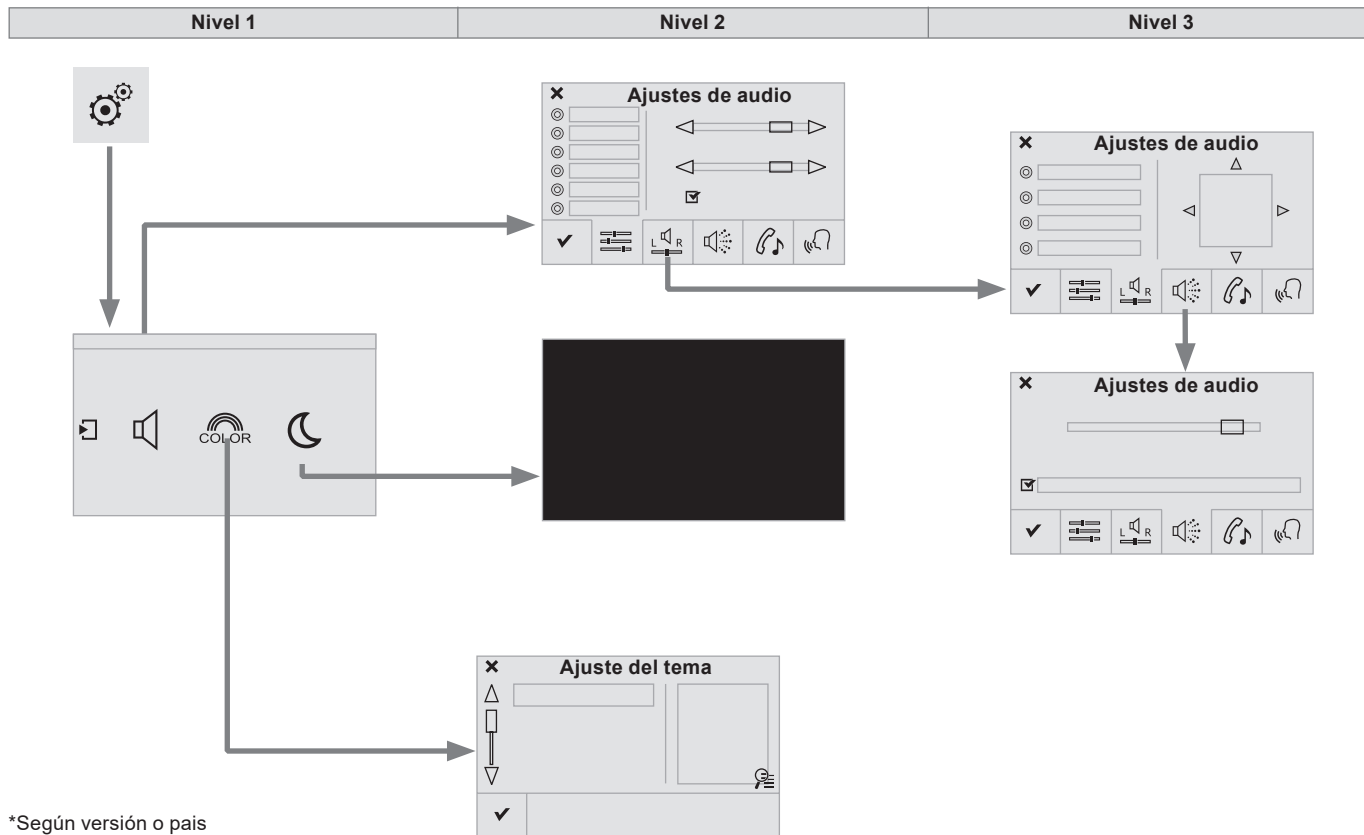 Nivel 1
Nivel 2
Nivel 3
Ajustes de audio
L R
Ajustes de audio
L R
COLOR
Ajustes de audio
L R
Ajuste del tema
*Según versión o pais